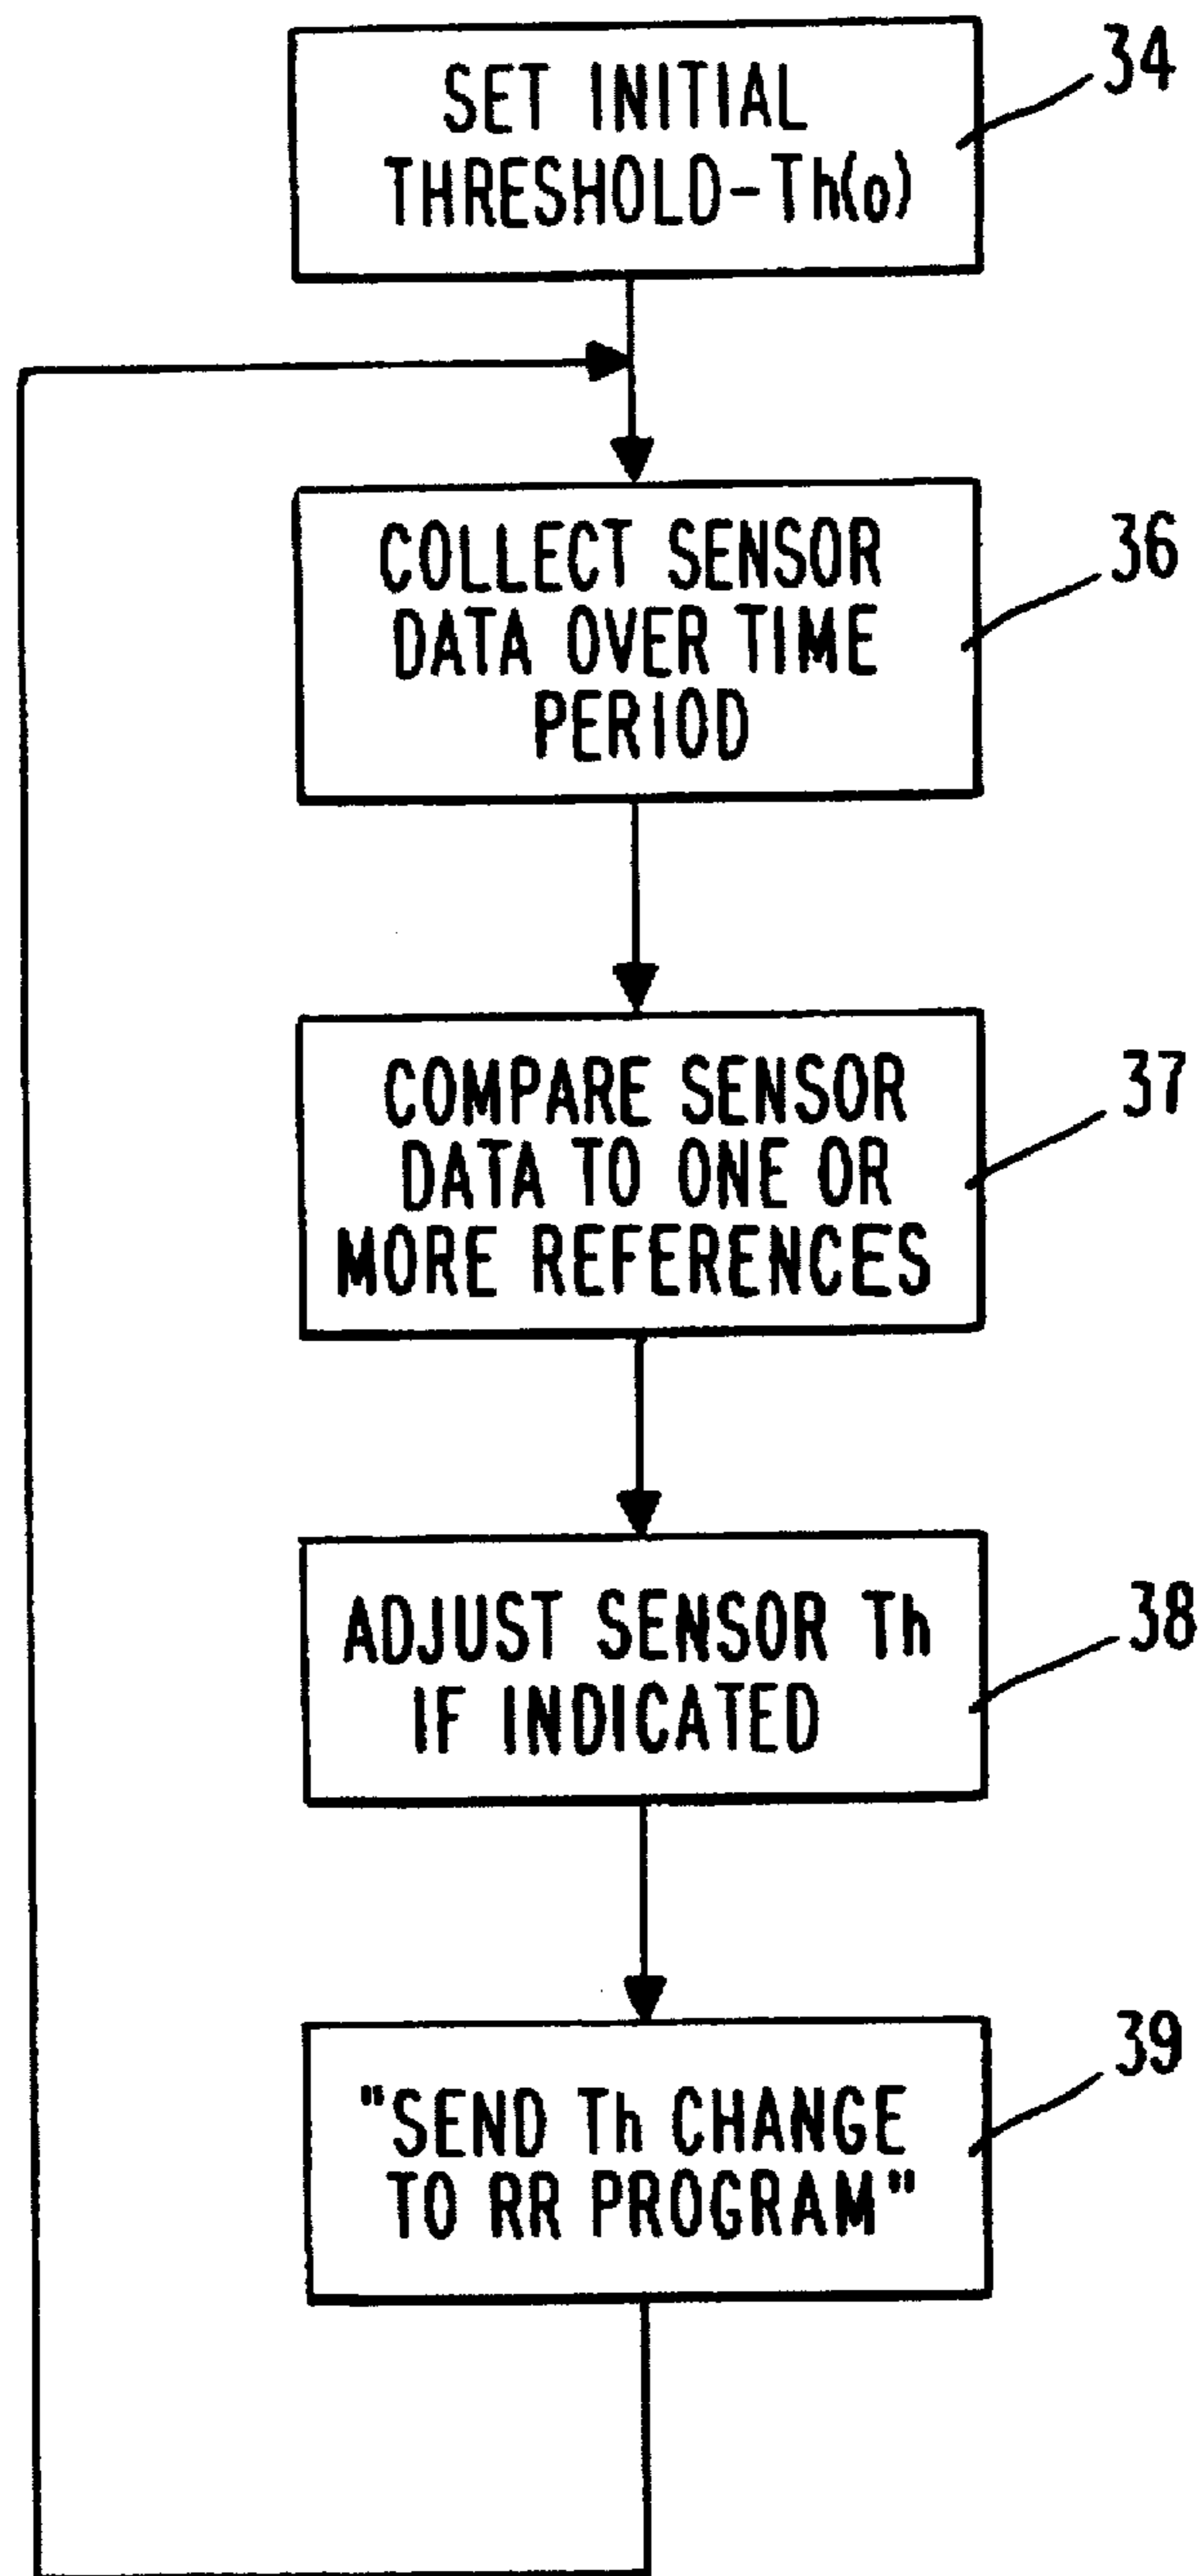 SET INITIAL
THRESHOLD-Th(o)
34
COLLECT SENSOR
DATA OVER TIME
PERIOD
36
COMPARE SENSOR
DATA TO ONE OR
MORE REFERENCES
37
ADJUST SENSOR Th
IF INDICATED
38
"SEND Th CHANGE
TO RR PROGRAM"
39